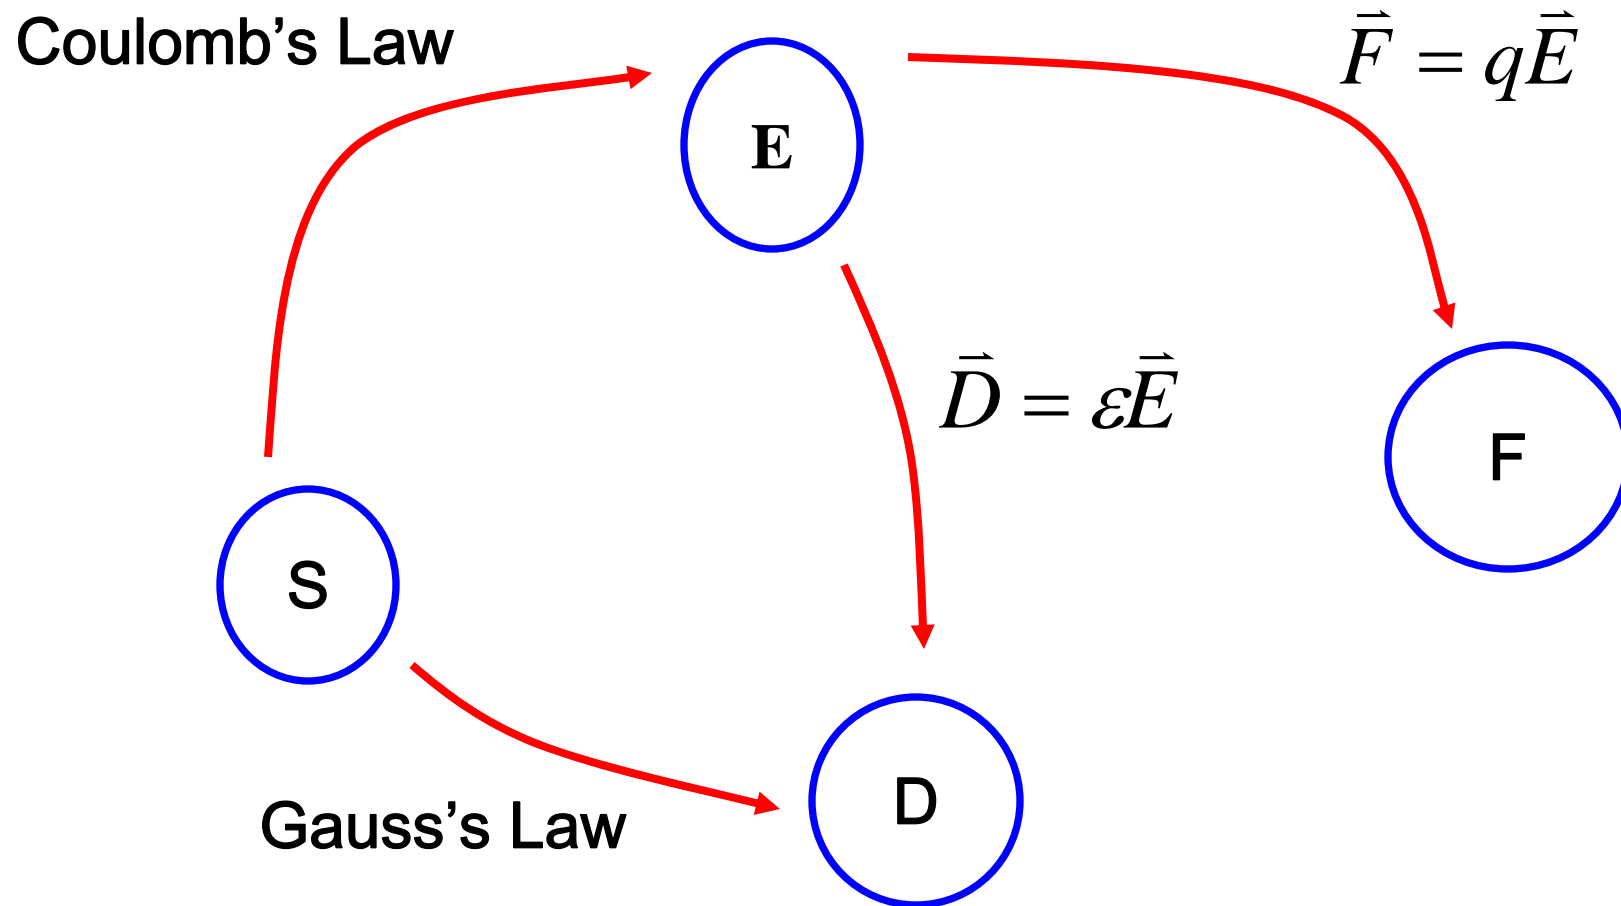 Coulomb’s Law
E
F⃗ = qE⃗
D⃗ = εE⃗
F
S
D
Gauss’s Law